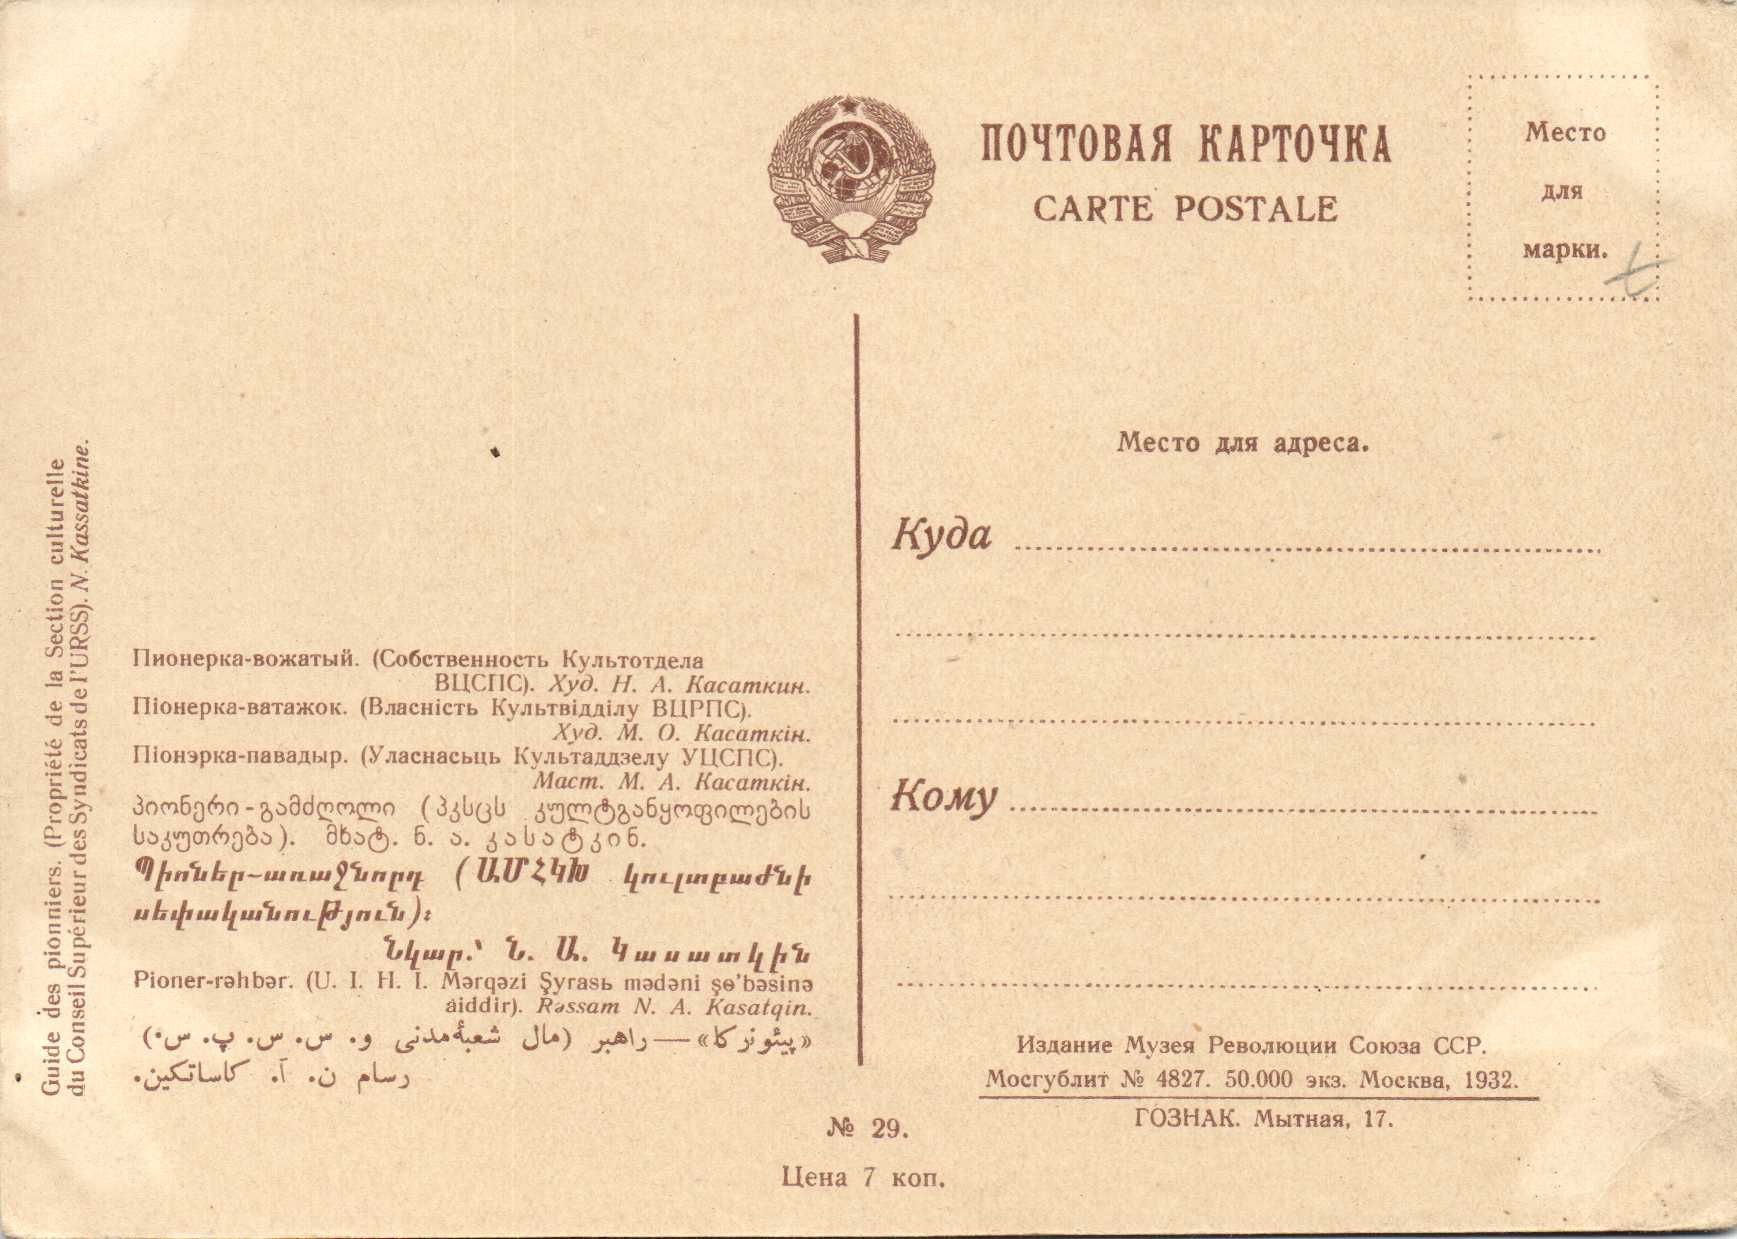 ПОЧТОВАЯ КАРТОЧКА
CARTE POSTALE
Место
для
марки.
Guide des pionniers. (Propriété de la Section culturelle
du Conseil Supérieur des Syndicats de l'URSS). N. Kassatkine.
Пионерка-вожатый. (Собственность Культотдела
ВЦСПС). Худ. Н. А. Касаткин.
Піонерка-ватажок. (Власність Культвідділу ВЦРПС).
Худ. М. О. Касаткін.
Піонэрка-павадыр. (Уласнасьць Культаддзелу УЦСПС).
Маст. М. А. Касаткін.
პიონერი-გამძღოლი (პკსცს კულტგანყოფილების
საკუთრება). მხატ. ნ. ა. კასატკინ.
Պիոներ-առաջնորդ (ԱՄՀԿԽ կուլտբաժնի
սեփականություն)։
Նկար.՝ Ն. Ա. Կասատկին
Pioner-rəhbər. (U. I. H. I. Mərqəzi Şyrasь mədəni şɵ'bəsinə
aiddir). Rəssam N. A. Kasatqin.
«پیئونرکا» — راهبر (مال شعبهٔ مدنی و. س. س. پ. س.)
رسام ن. آ. کاساتکین.
Место для адреса.
Куда
Кому
Издание Музея Революции Союза ССР.
Мосгублит № 4827. 50.000 экз. Москва, 1932.
ГОЗНАК. Мытная, 17.
№ 29.
Цена 7 коп.